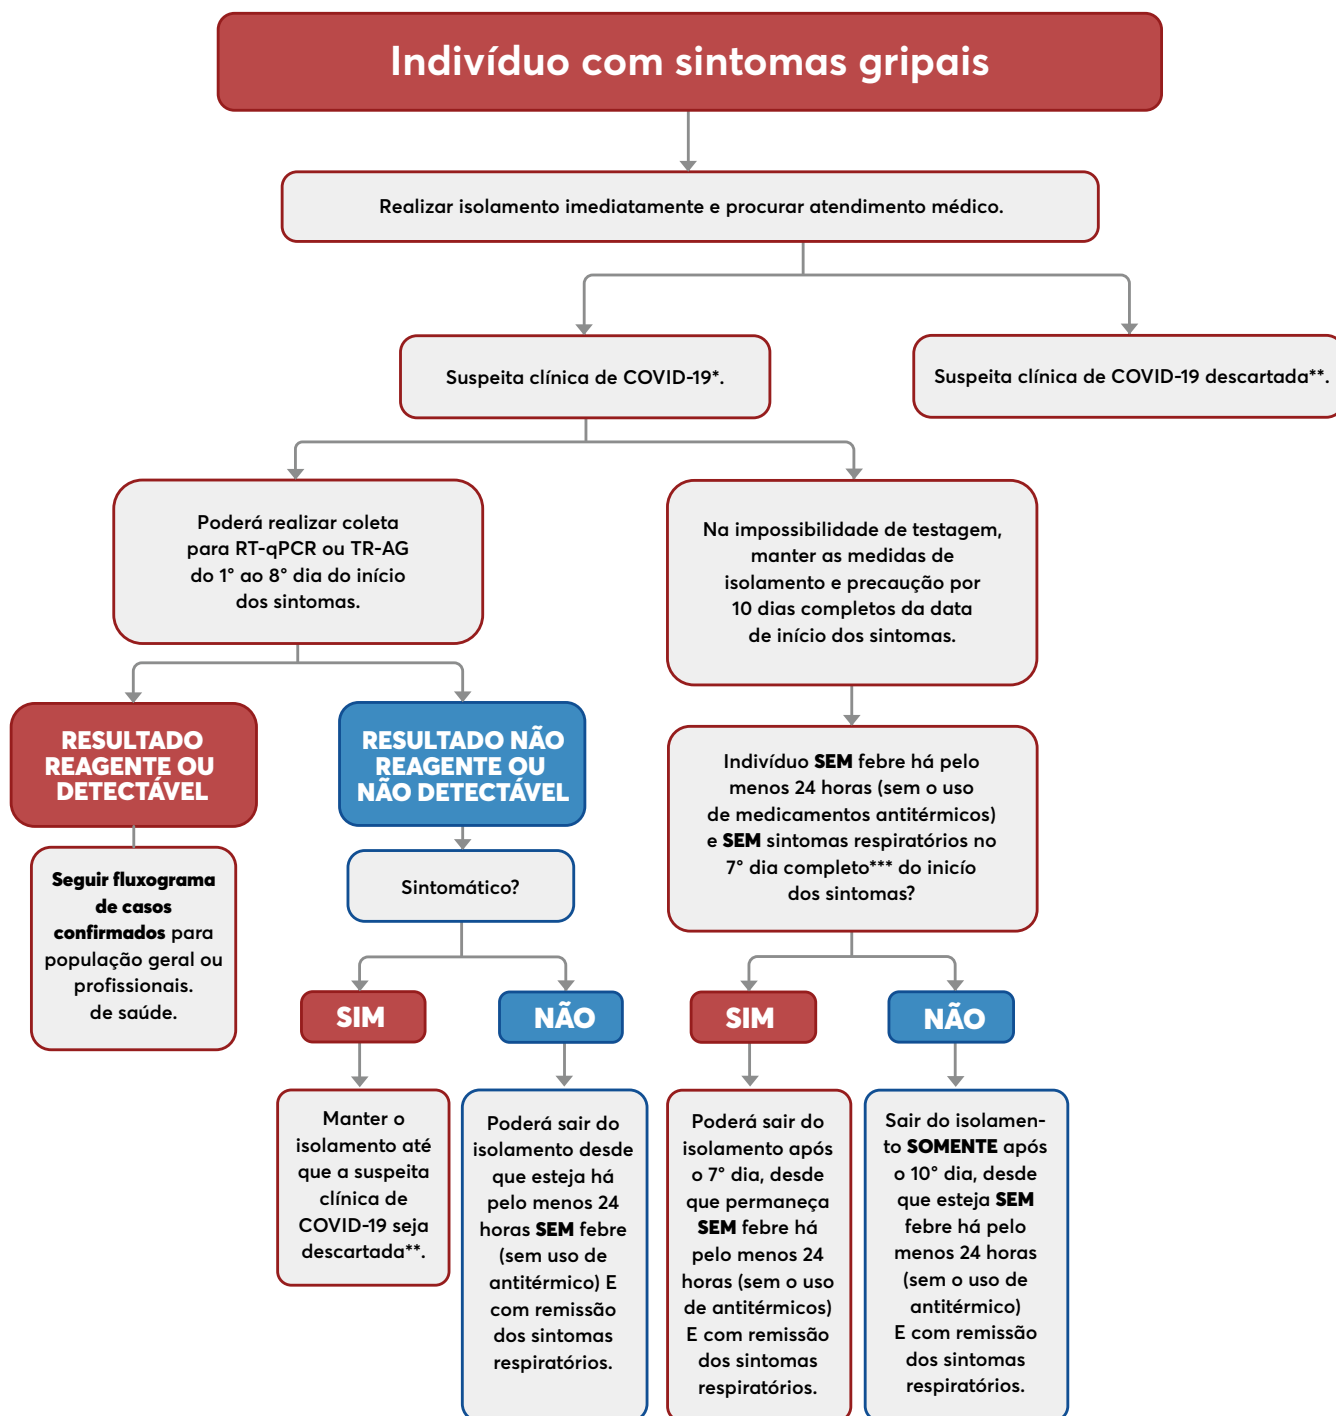 Indivíduo com sintomas gripais
Realizar isolamento imediatamente e procurar atendimento médico.
Suspeita clínica de COVID-19*.
Suspeita clínica de COVID-19 descartada**.
Poderá realizar coleta
para RT-qPCR ou TR-AG
do 1° ao 8° dia do início
dos sintomas.
Na impossibilidade de testagem,
manter as medidas de
isolamento e precaução por
10 dias completos da data
de início dos sintomas.
RESULTADO
REAGENTE OU
DETECTÁVEL
RESULTADO NÃO
REAGENTE OU
NÃO DETECTÁVEL
Indivíduo SEM febre há pelo
menos 24 horas (sem o uso
de medicamentos antitérmicos)
e SEM sintomas respiratórios no
7° dia completo*** do inicío
dos sintomas?
Seguir fluxograma
de casos
confirmados para
população geral ou
profissionais.
de saúde.
Sintomático?
SIM
NÃO
SIM
NÃO
Manter o
isolamento até
que a suspeita
clínica de
COVID-19 seja
descartada**.
Poderá sair do
isolamento desde
que esteja há
pelo menos 24
horas SEM febre
(sem uso de
antitérmico) E
com remissão
dos sintomas
respiratórios.
Poderá sair do
isolamento após
o 7° dia, desde
que permaneça
SEM febre há
pelo menos 24
horas (sem o uso
de antitérmicos)
E com remissão
dos sintomas
respiratórios.
Sair do isolamen-
to SOMENTE após
o 10° dia, desde
que esteja SEM
febre há pelo
menos 24 horas
(sem o uso de
antitérmico)
E com remissão
dos sintomas
respiratórios.